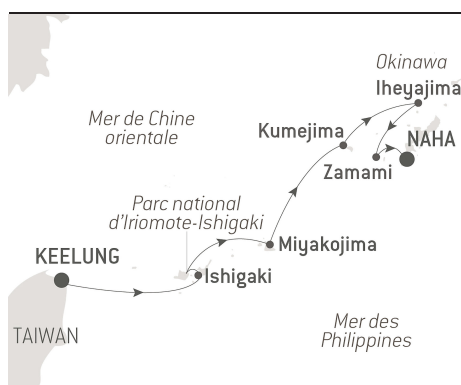 Okinawa
Iheyajima
Mer de Chine
orientale
Kumejima
NAHA
Zamami
Parc national
d'Iriomote-Ishigaki
Miyakojima
KEELUNG
Ishigaki
TAIWAN
Mer des
Philippines